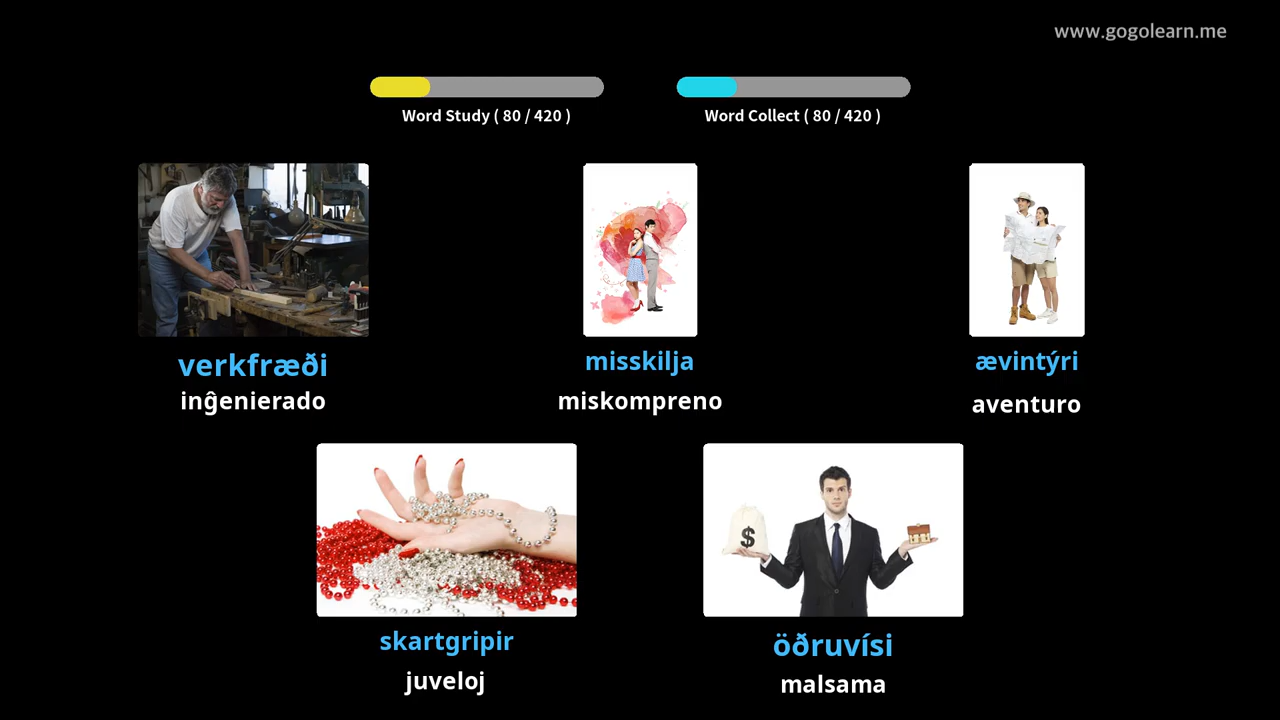 www.gogolearn.me
Word Study ( 80 / 420 )
Word Collect ( 80 / 420 )
verkfræði
inĝenierado
misskilja
miskompreno
ævintýri
aventuro
$
skartgripir
juveloj
öðruvísi
malsama